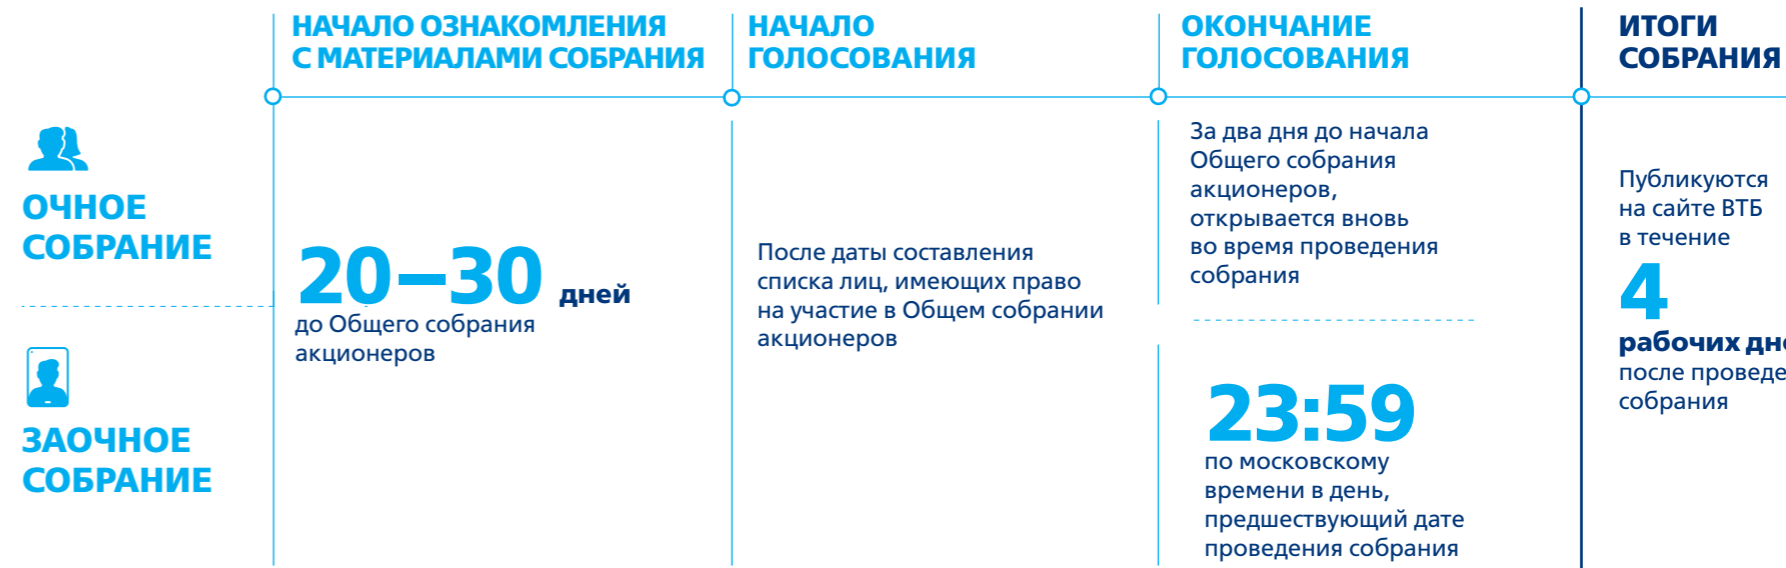 НАЧАЛО ОЗНАКОМЛЕНИЯ
С МАТЕРИАЛАМИ СОБРАНИЯ
НАЧАЛО
ГОЛОСОВАНИЯ
ОКОНЧАНИЕ
ГОЛОСОВАНИЯ
ИТОГИ
СОБРАНИЯ
ОЧНОЕ
СОБРАНИЕ
ЗАОЧНОЕ
СОБРАНИЕ
20–30 дней
до Общего собрания
акционеров
После даты составления
списка лиц, имеющих право
на участие в Общем собрании
акционеров
За два дня до начала
Общего собрания
акционеров,
открывается вновь
во время проведения
собрания
23:59
по московскому
времени в день,
предшествующий дате
проведения собрания
Публикуются
на сайте ВТБ
в течение
4
рабочих
после
собрания